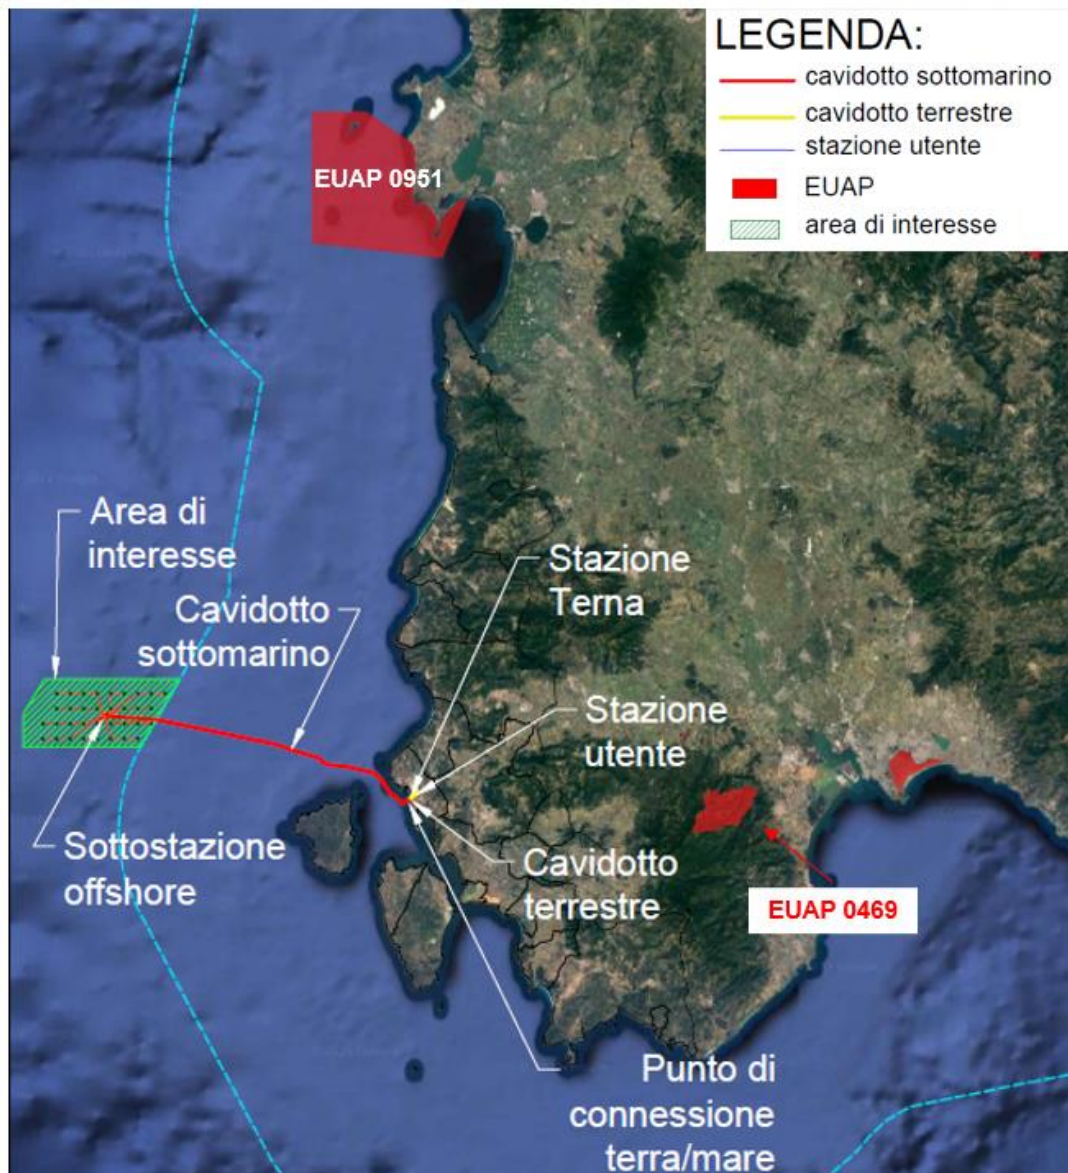 LEGENDA:
cavidotto sottomarino
cavidotto terrestre
stazione utente
EUAP
area di interesse
EUAP 0951
Area di
interesse
Cavidotto
sottomarino
Stazione
Terna
Stazione
utente
Sottostazione
offshore
Cavidotto
terrestre
EUAP 0469
Punto di
connessione
terra/mare